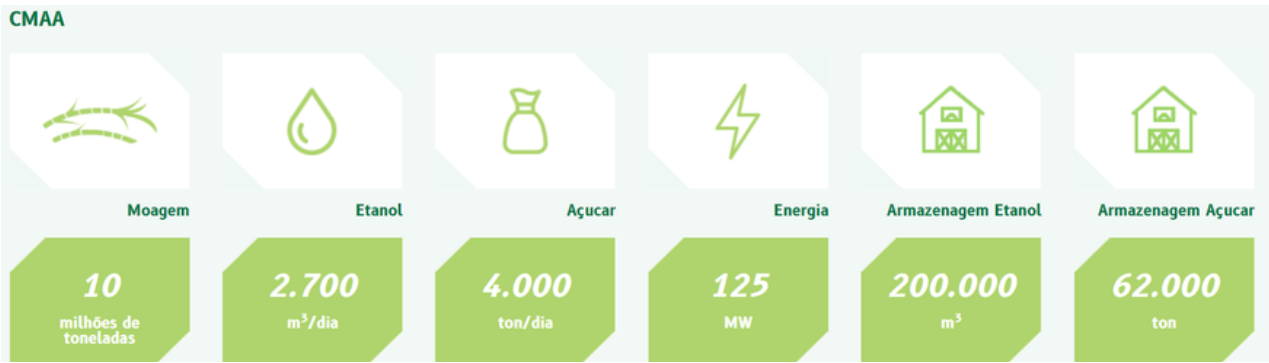 CMAA
Moagem
Etanol
Açucar
Energia
Armazenagem Etanol
Armazenagem Açucar
10
milhões de
toneladas
2.700
m³/dia
4.000
ton/dia
125
MW
200.000
m³
62.000
ton